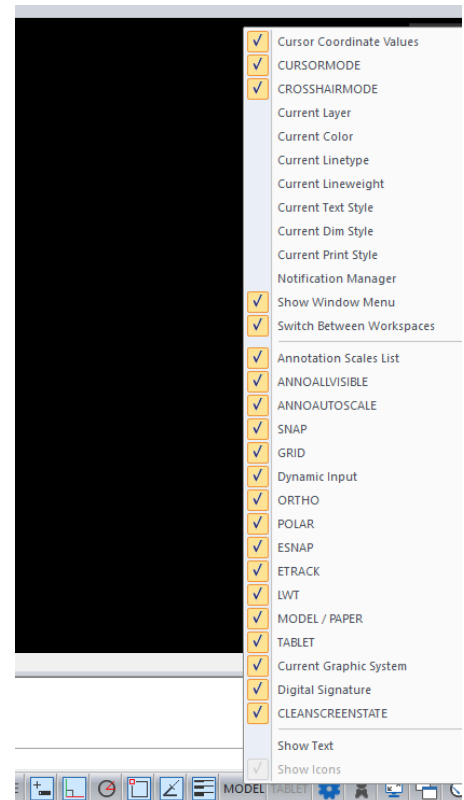 Cursor Coordinate Values
CURSORMODE
CROSSHAIRMODE
Current Layer
Current Color
Current Linetype
Current Lineweight
Current Text Style
Current Dim Style
Current Print Style
Notification Manager
Show Window Menu
Switch Between Workspaces
Annotation Scales List
ANNOALLVISIBLE
ANNOAUTOSCALE
SNAP
GRID
Dynamic Input
ORTHO
POLAR
ESNAP
ETRACK
LWT
MODEL / PAPER
TABLET
Current Graphic System
Digital Signature
CLEANSCREENSTATE
Show Text
Show Icons
MODEL TABLET